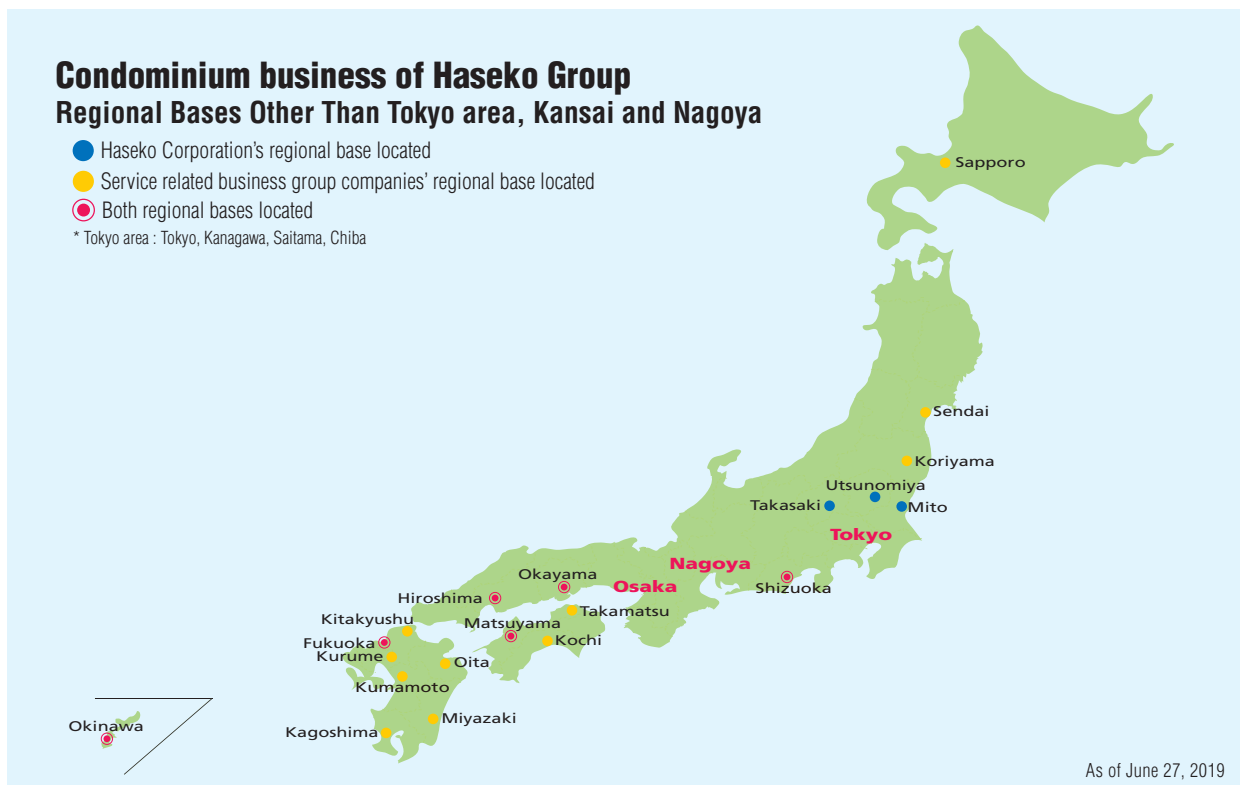 Condominium business of Haseko Group
Regional Bases Other Than Tokyo area, Kansai and Nagoya
Haseko Corporation's regional base located
Service related business group companies' regional base located
Both regional bases located
* Tokyo area : Tokyo, Kanagawa, Saitama, Chiba
Sapporo
Sendai
Koriyama
Utsunomiya
Takasaki
Mito
Tokyo
Nagoya
Okayama
Osaka
Shizuoka
Hiroshima
Takamatsu
Kitakyushu
Matsuyama
Fukuoka
Kochi
Kurume
Oita
Kumamoto
Miyazaki
Okinawa
Kagoshima
As of June 27, 2019